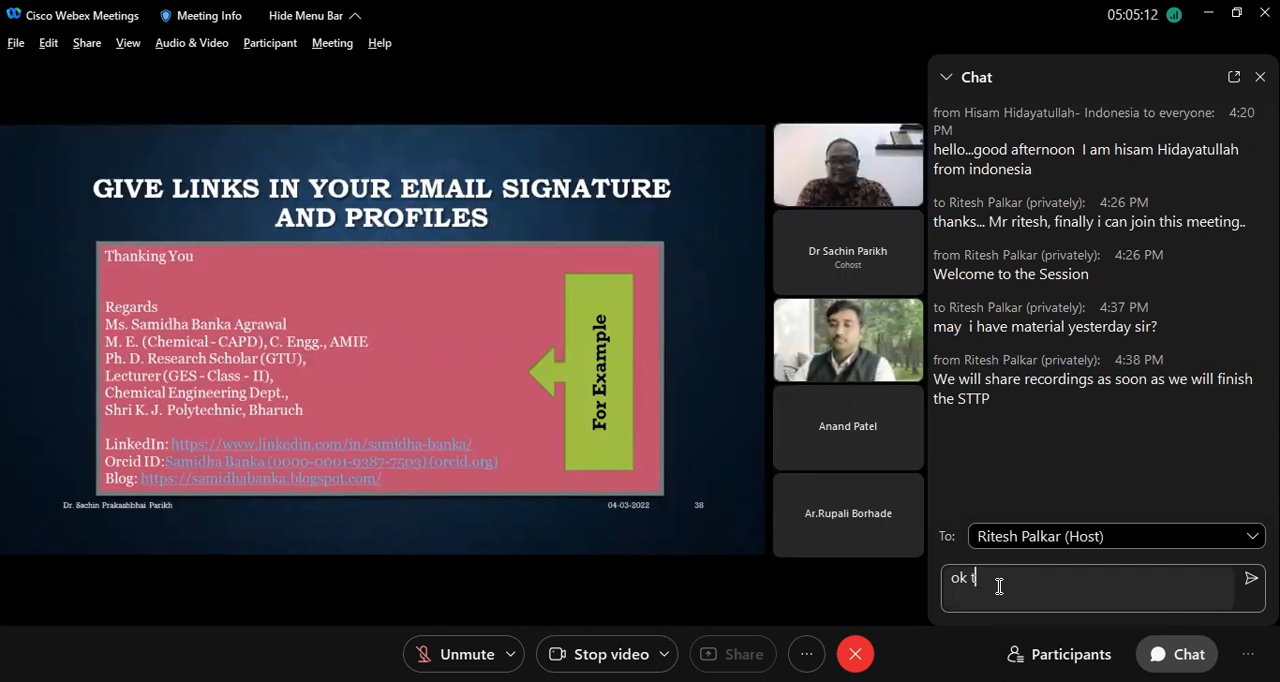 Cisco Webex Meetings
Meeting Info
Hide Menu Bar
05:05:12
File Edit Share View Audio & Video Participant Meeting Help
GIVE LINKS IN YOUR EMAIL SIGNATURE
AND PROFILES
Thanking You
Regards
Ms. Samidha Banka Agrawal
M. E. (Chemical - CAPD), C. Engg., AMIE
Ph. D. Research Scholar (GTU),
Lecturer (GES - Class - II),
Chemical Engineering Dept.,
Shri K. J. Polytechnic, Bharuch
LinkedIn: https://www.linkedin.com/in/samidha-banka/
Orcid ID:Samidha Banka (0000-0001-9387-7503) (orcid.org)
Blog: https://samidhabanka.blogspot.com/
For Example
Dr. Sachin Prakashbhai Parikh
04-03-2022
38
Dr Sachin Parikh
Cohost
Anand Patel
Ar.Rupali Borhade
Chat
from Hisam Hidayatullah- Indonesia to everyone: 4:20
PM
hello...good afternoon I am hisam Hidayatullah
from indonesia
to Ritesh Palkar (privately): 4:26 PM
thanks... Mr ritesh, finally i can join this meeting..
from Ritesh Palkar (privately): 4:26 PM
Welcome to the Session
to Ritesh Palkar (privately): 4:37 PM
may i have material yesterday sir?
from Ritesh Palkar (privately): 4:38 PM
We will share recordings as soon as we will finish
the STTP
To: Ritesh Palkar (Host)
ok t
Unmute
Stop video
Share
Participants
Chat